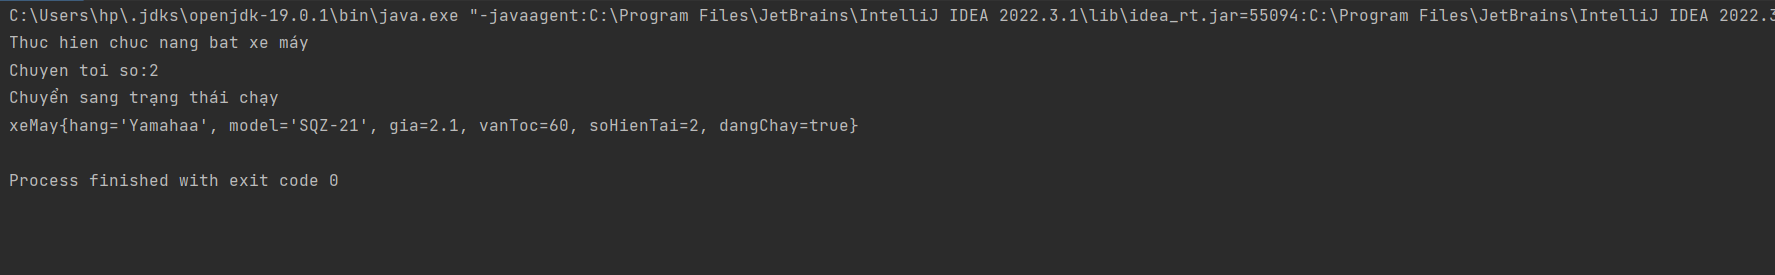 C:\Users\hp\.jdks\openjdk-19.0.1\bin\java.exe "-javaagent:C:\Program Files\JetBrains\IntelliJ IDEA 2022.3.1\lib\idea_rt.jar=55094:C:\Program Files\JetBrains\IntelliJ IDEA 2022.3
Thuc hien chuc nang bat xe máy
Chuyen toi so:2
Chuyển sang trạng thái chạy
xeMay{hang='Yamahaa', model='SQZ-21', gia=2.1, vanToc=60, soHienTai=2, dangChay=true}
Process finished with exit code 0